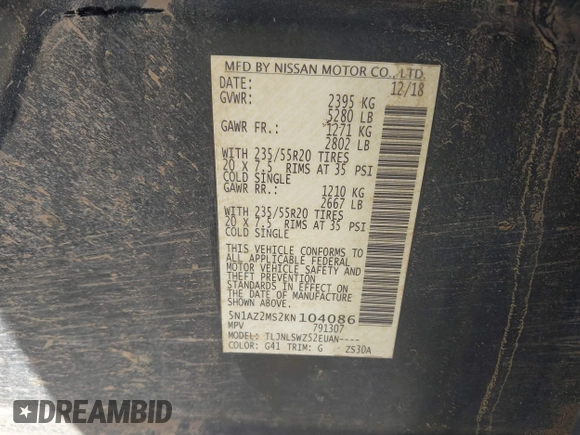 MFD BY NISSAN MOTOR CO., LTD.
DATE: 12/18
GVWR: 2395 KG
5280 LB
GAWR FR.: 1271 KG
2802 LB
WITH 235/55R20 TIRES
20 X 7.5 RIMS AT 35 PSI
COLD SINGLE
GAWR RR.: 1210 KG
2667 LB
WITH 235/55R20 TIRES
20 X 7.5 RIMS AT 35 PSI
COLD SINGLE
THIS VEHICLE CONFORMS TO
ALL APPLICABLE FEDERAL
MOTOR VEHICLE SAFETY AND
THEFT PREVENTION
STANDARDS IN EFFECT ON
THE DATE OF MANUFACTURE
SHOWN ABOVE
5N1AZ2MS2KN104086
MPV 791307
MODEL: TLJNLSWZ52EUAN----
COLOR: G41 TRIM: G ZS30A
DREAMBID